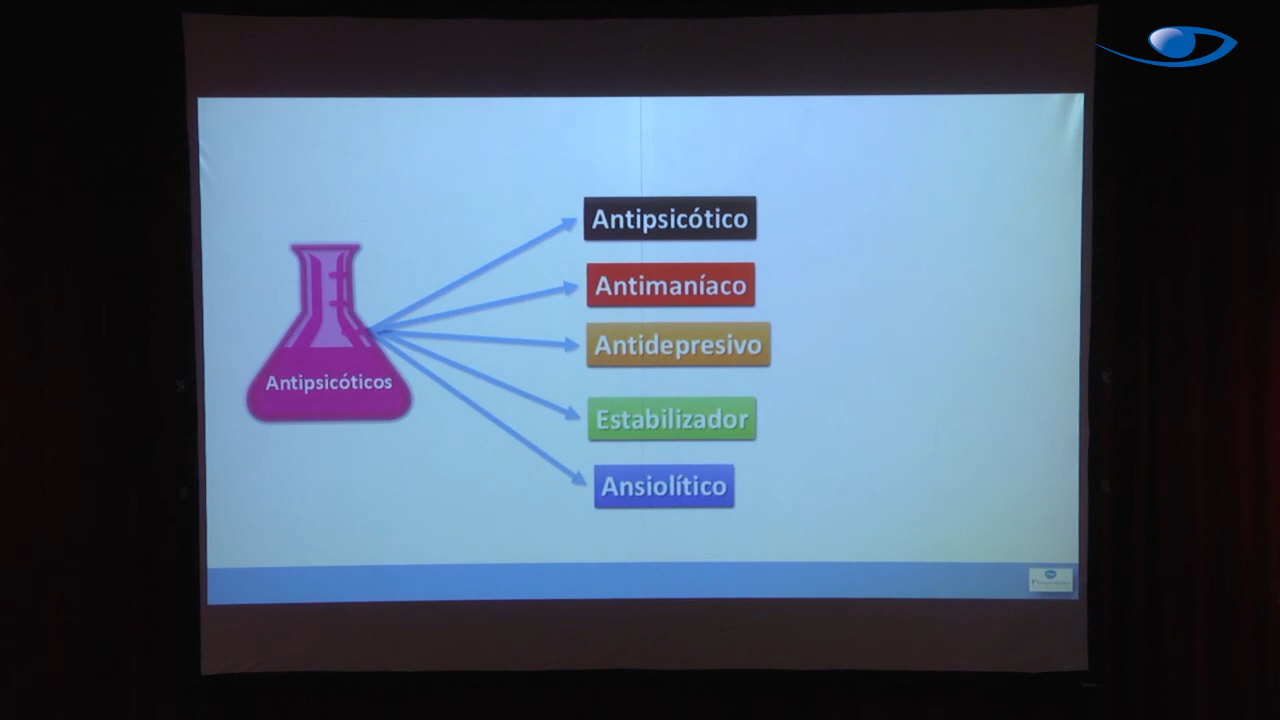 Antipsicótico
Antimaníaco
Antidepresivo
Antipsicóticos
Estabilizador
Ansiolítico